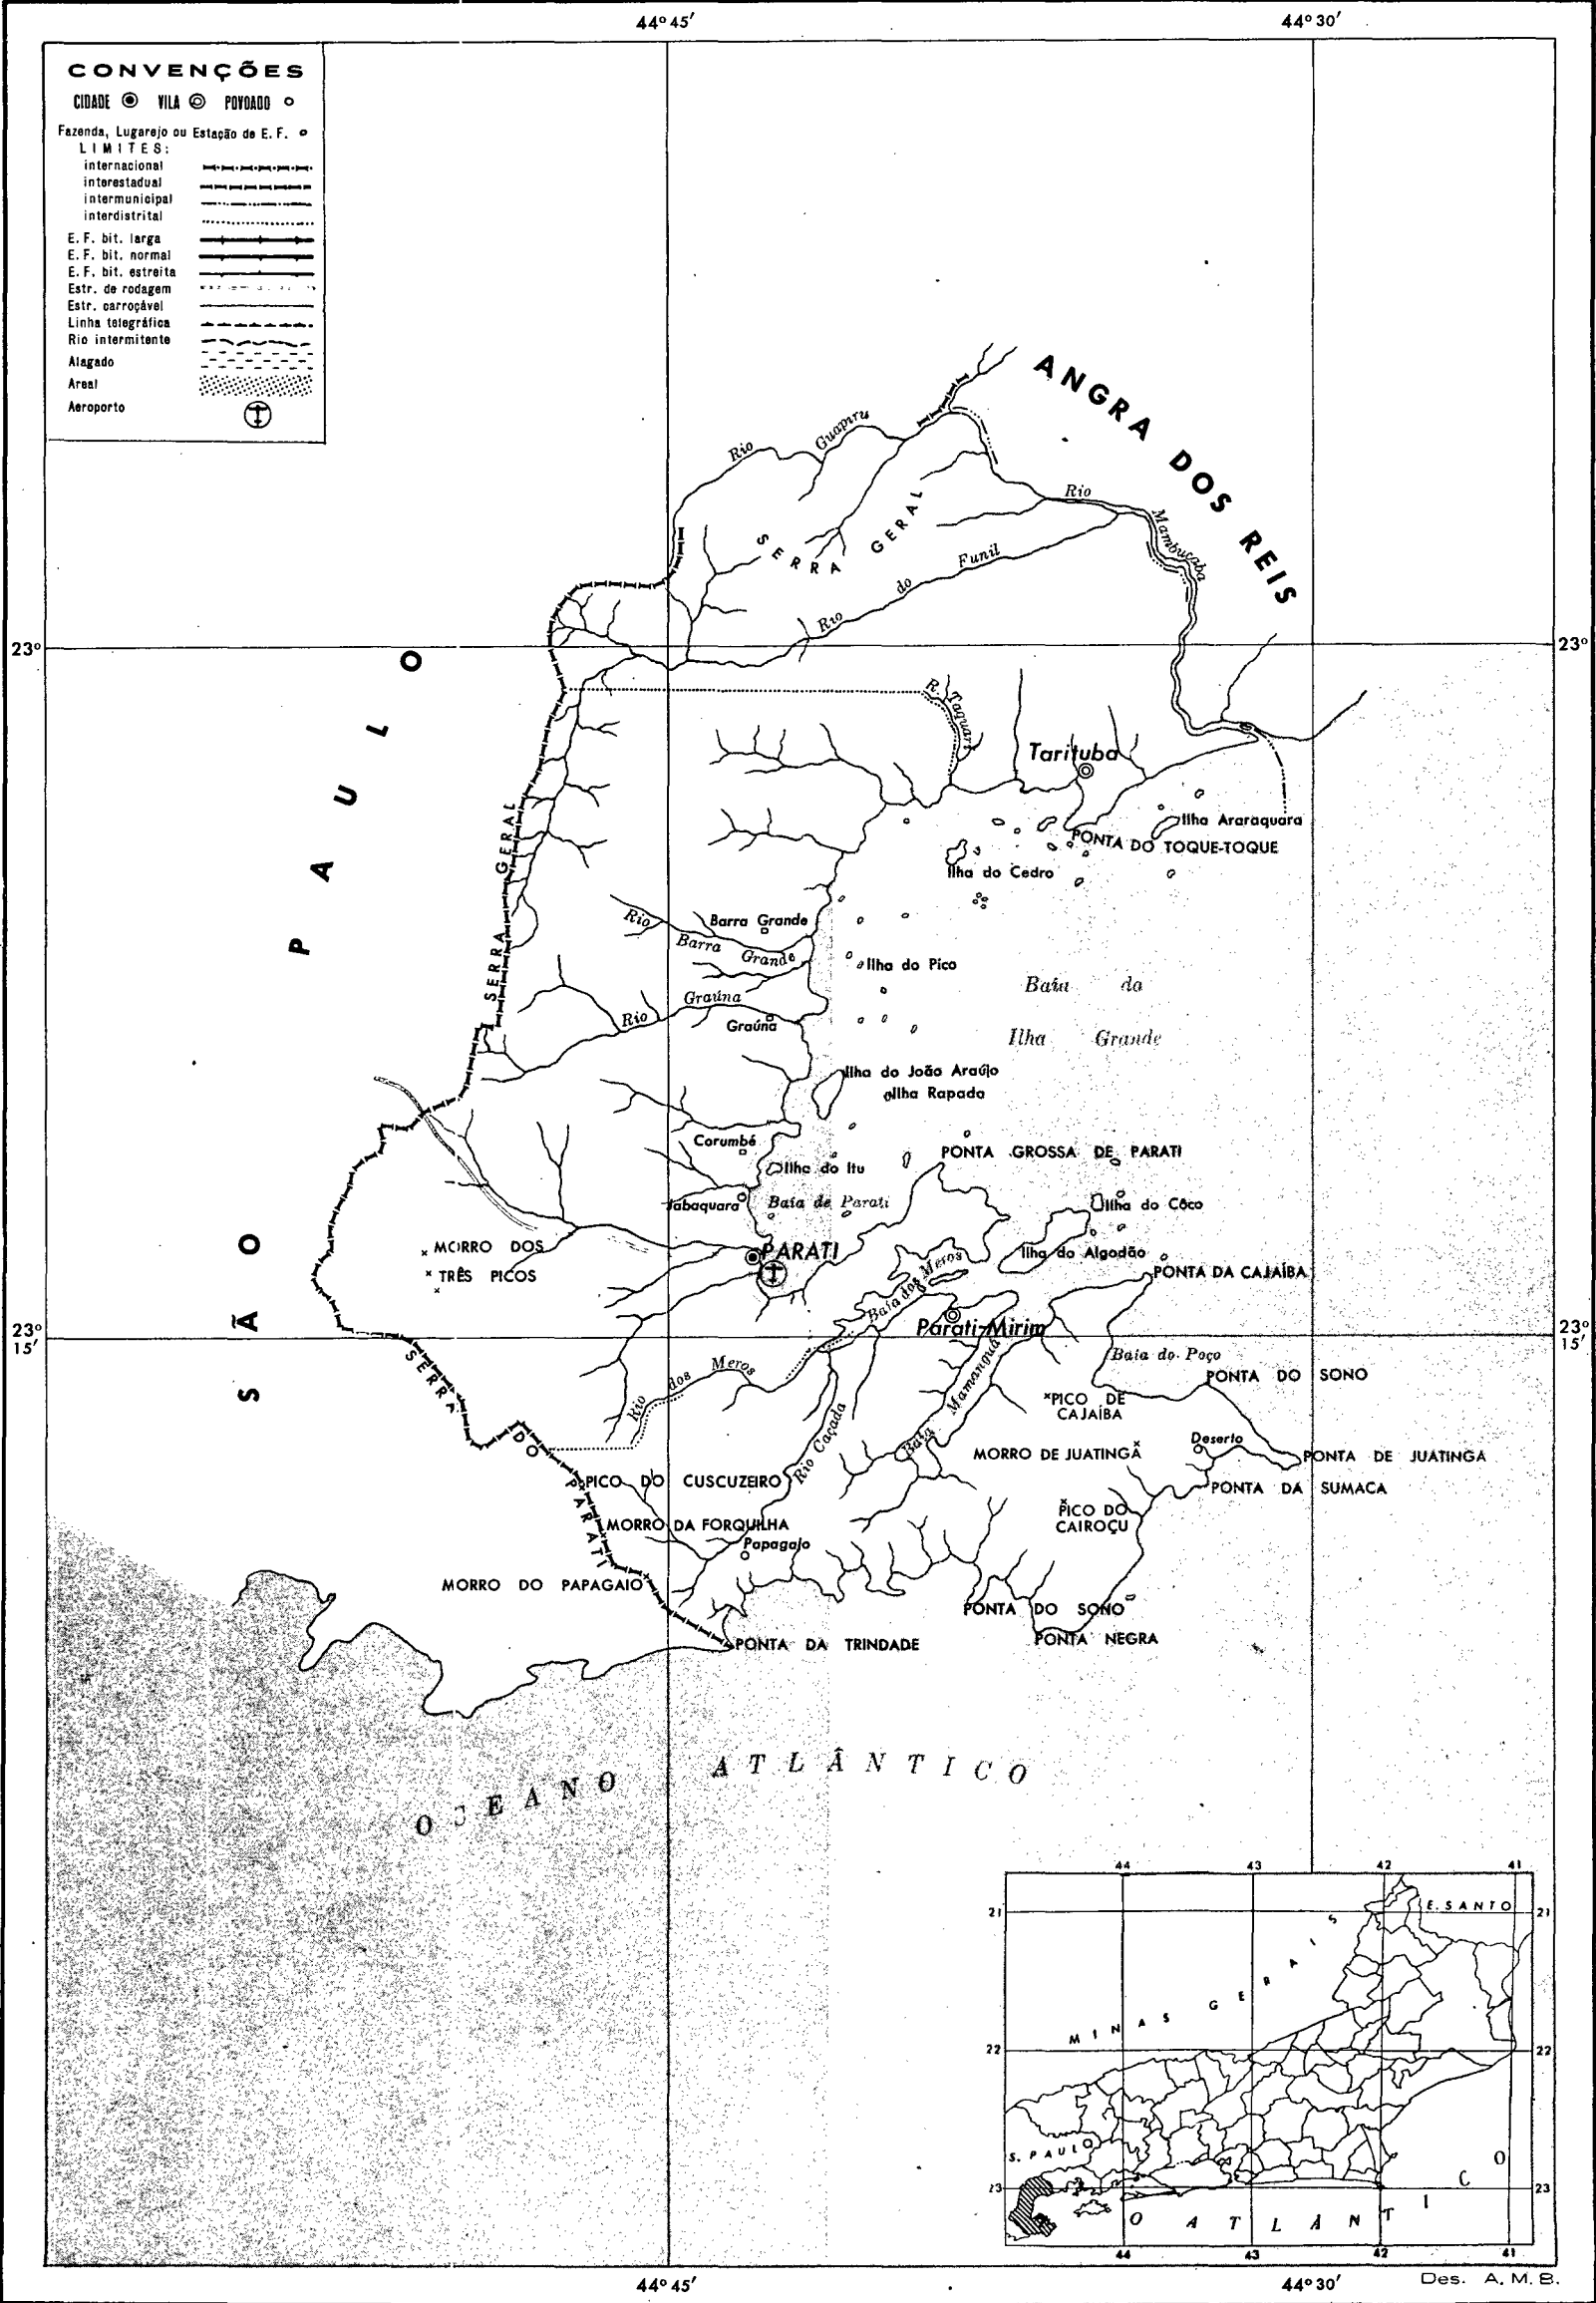 44° 45′
44° 30′
CONVENÇÕES
CIDADE VILA POVOADO
Fazenda, Lugarejo ou Estação de E. F.
LIMITES:
internacional
interestadual
intermunicipal
interdistrital
E. F. bit. larga
E. F. bit. normal
E. F. bit. estreita
Estr. de rodagem
Estr. carroçável
Linha telegráfica
Rio intermitente
Alagado
Areal
Aeroporto
ANGRA DOS REIS
Rio Guapiru
SERRA GERAL
Rio Mambucaba
Rio do Funil
23°
23°
SÃO PAULO
R. Taquari
Tarituba
Ilha Araraquara
PONTA DO TOQUE-TOQUE
Ilha do Cedro
SERRA GERAL
Barra Grande
Rio Barra Grande
Ilha do Pico
Baía da
Ilha Grande
Rio Graúna
Graúna
Ilha do João Araújo
Ilha Rapada
Corumbé
PONTA GROSSA DE PARATI
Ilha do Itu
Jabaquara
Baía de Parati
Ilha do Côco
MORRO DOS
TRÊS PICOS
PARATI
Ilha do Algodão
Baía dos Meros
PONTA DA CAJAÍBA
Parati-Mirim
23°
15′
23°
15′
Baía do Poço
Rio dos Meros
PONTA DO SONO
Baía Mamanguá
PICO DE
CAJAÍBA
SERRA DO PARATI
Rio Caçada
Deserto
MORRO DE JUATINGÃ
PONTA DE JUATINGA
PICO DO CUSCUZEIRO
PONTA DA SUMACA
PICO DO
CAIROÇU
MORRO DA FORQUILHA
Papagaio
MORRO DO PAPAGAIO
PONTA DO SONO
PONTA DA TRINDADE
PONTA NEGRA
OCEANO ATLÂNTICO
44 43 42 41
21 E. SANTO 21
MINAS GERAIS
22 22
S. PAULO
23 23
O ATLÂNTICO
44 43 42 41
44° 45′
44° 30′
Des. A. M. B.